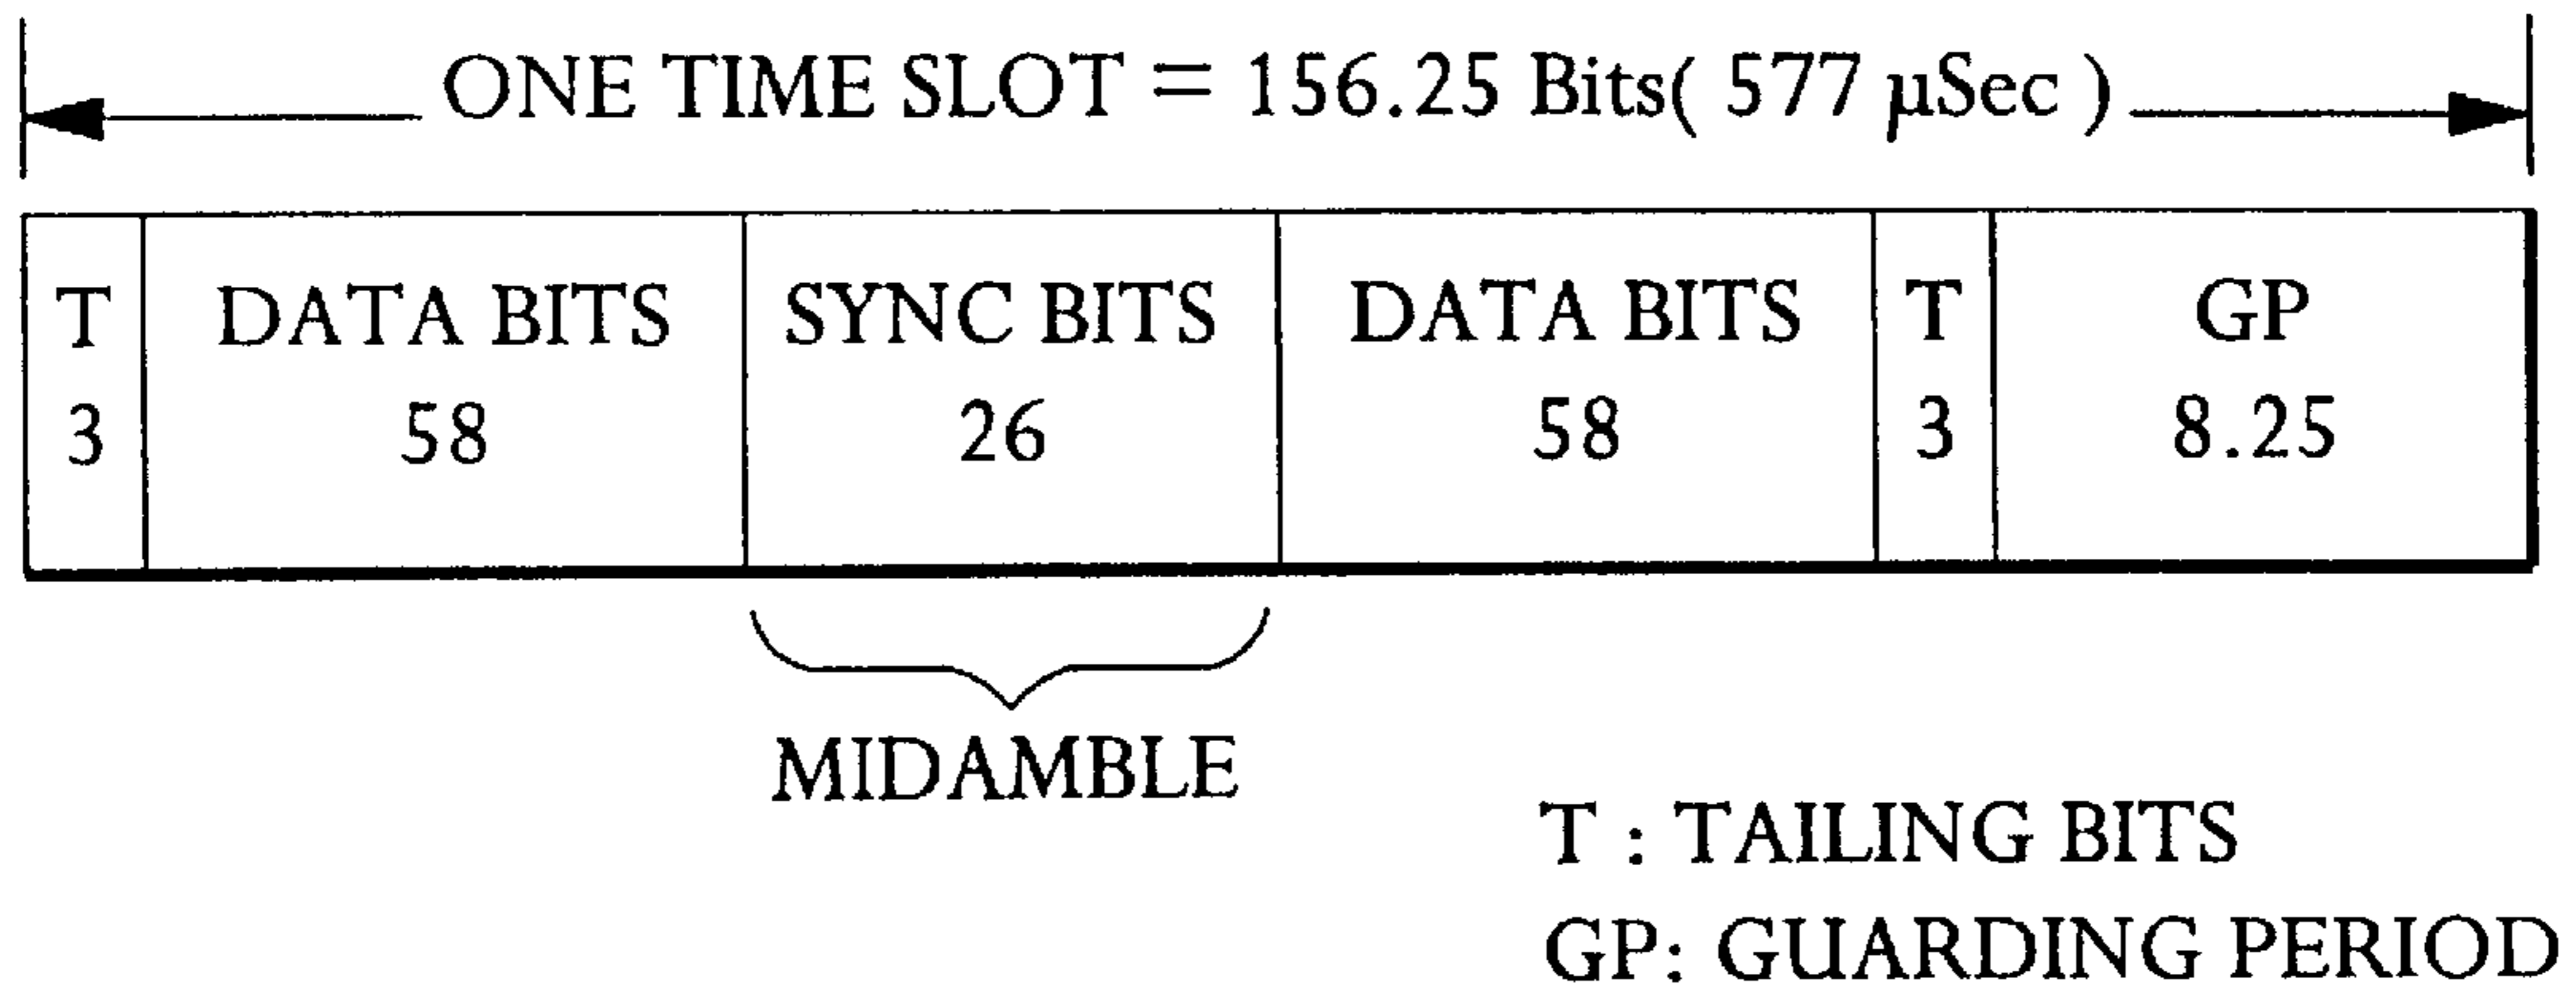 ONE TIME SLOT = 156.25 Bits( 577 µSec )
T DATA BITS SYNC BITS DATA BITS T GP
3 58 26 58 3 8.25
MIDAMBLE
T : TAILING BITS
GP: GUARDING PERIOD